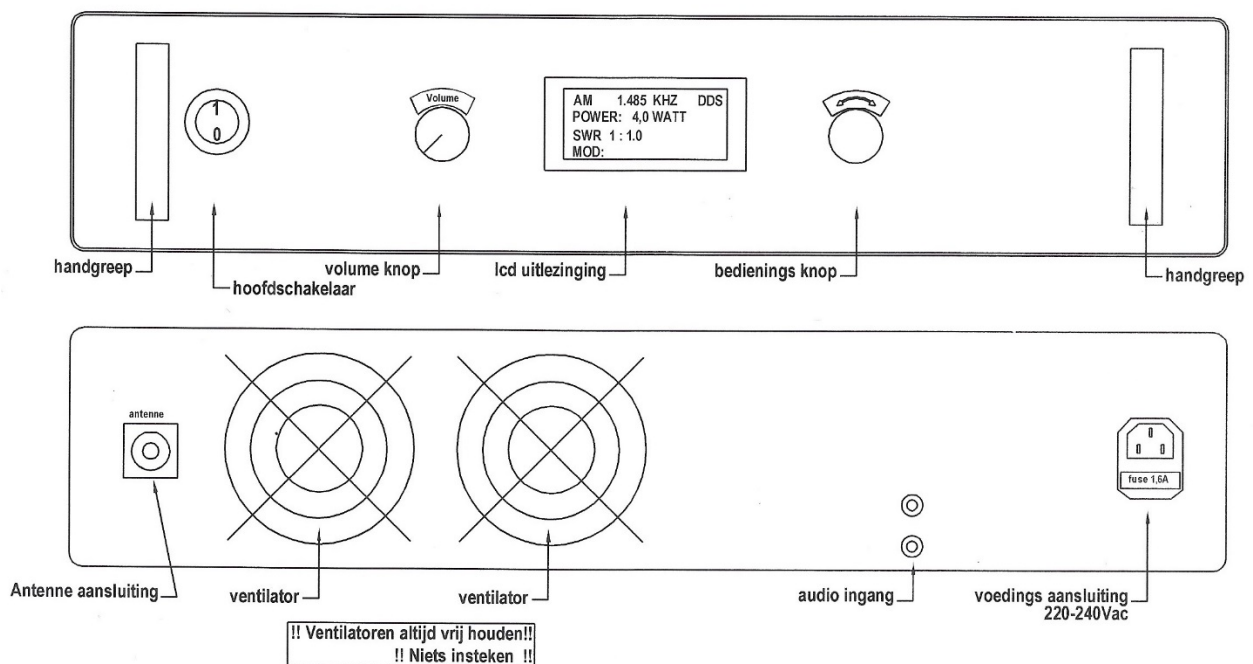 1
0
Volume
AM 1.485 KHZ DDS
POWER: 4,0 WATT
SWR 1 : 1.0
MOD:
handgreep
hoofdschakelaar
volume knop
lcd uitlezinging
bedienings knop
handgreep
antenne
fuse 1,6A
Antenne aansluiting
ventilator
ventilator
audio ingang
voedings aansluiting
220-240Vac
!! Ventilatoren altijd vrij houden!!
!! Niets insteken !!